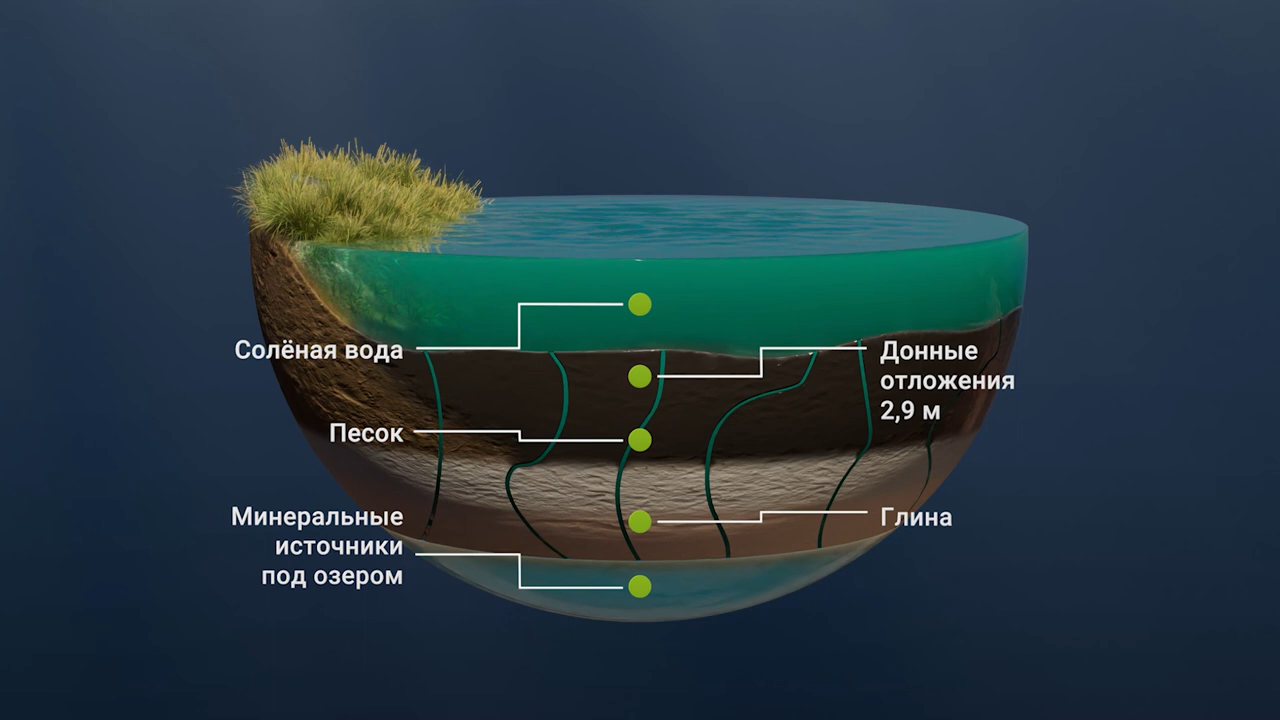 Солёная вода
Донные
отложения
2,9 м
Песок
Минеральные
источники
под озером
Глина